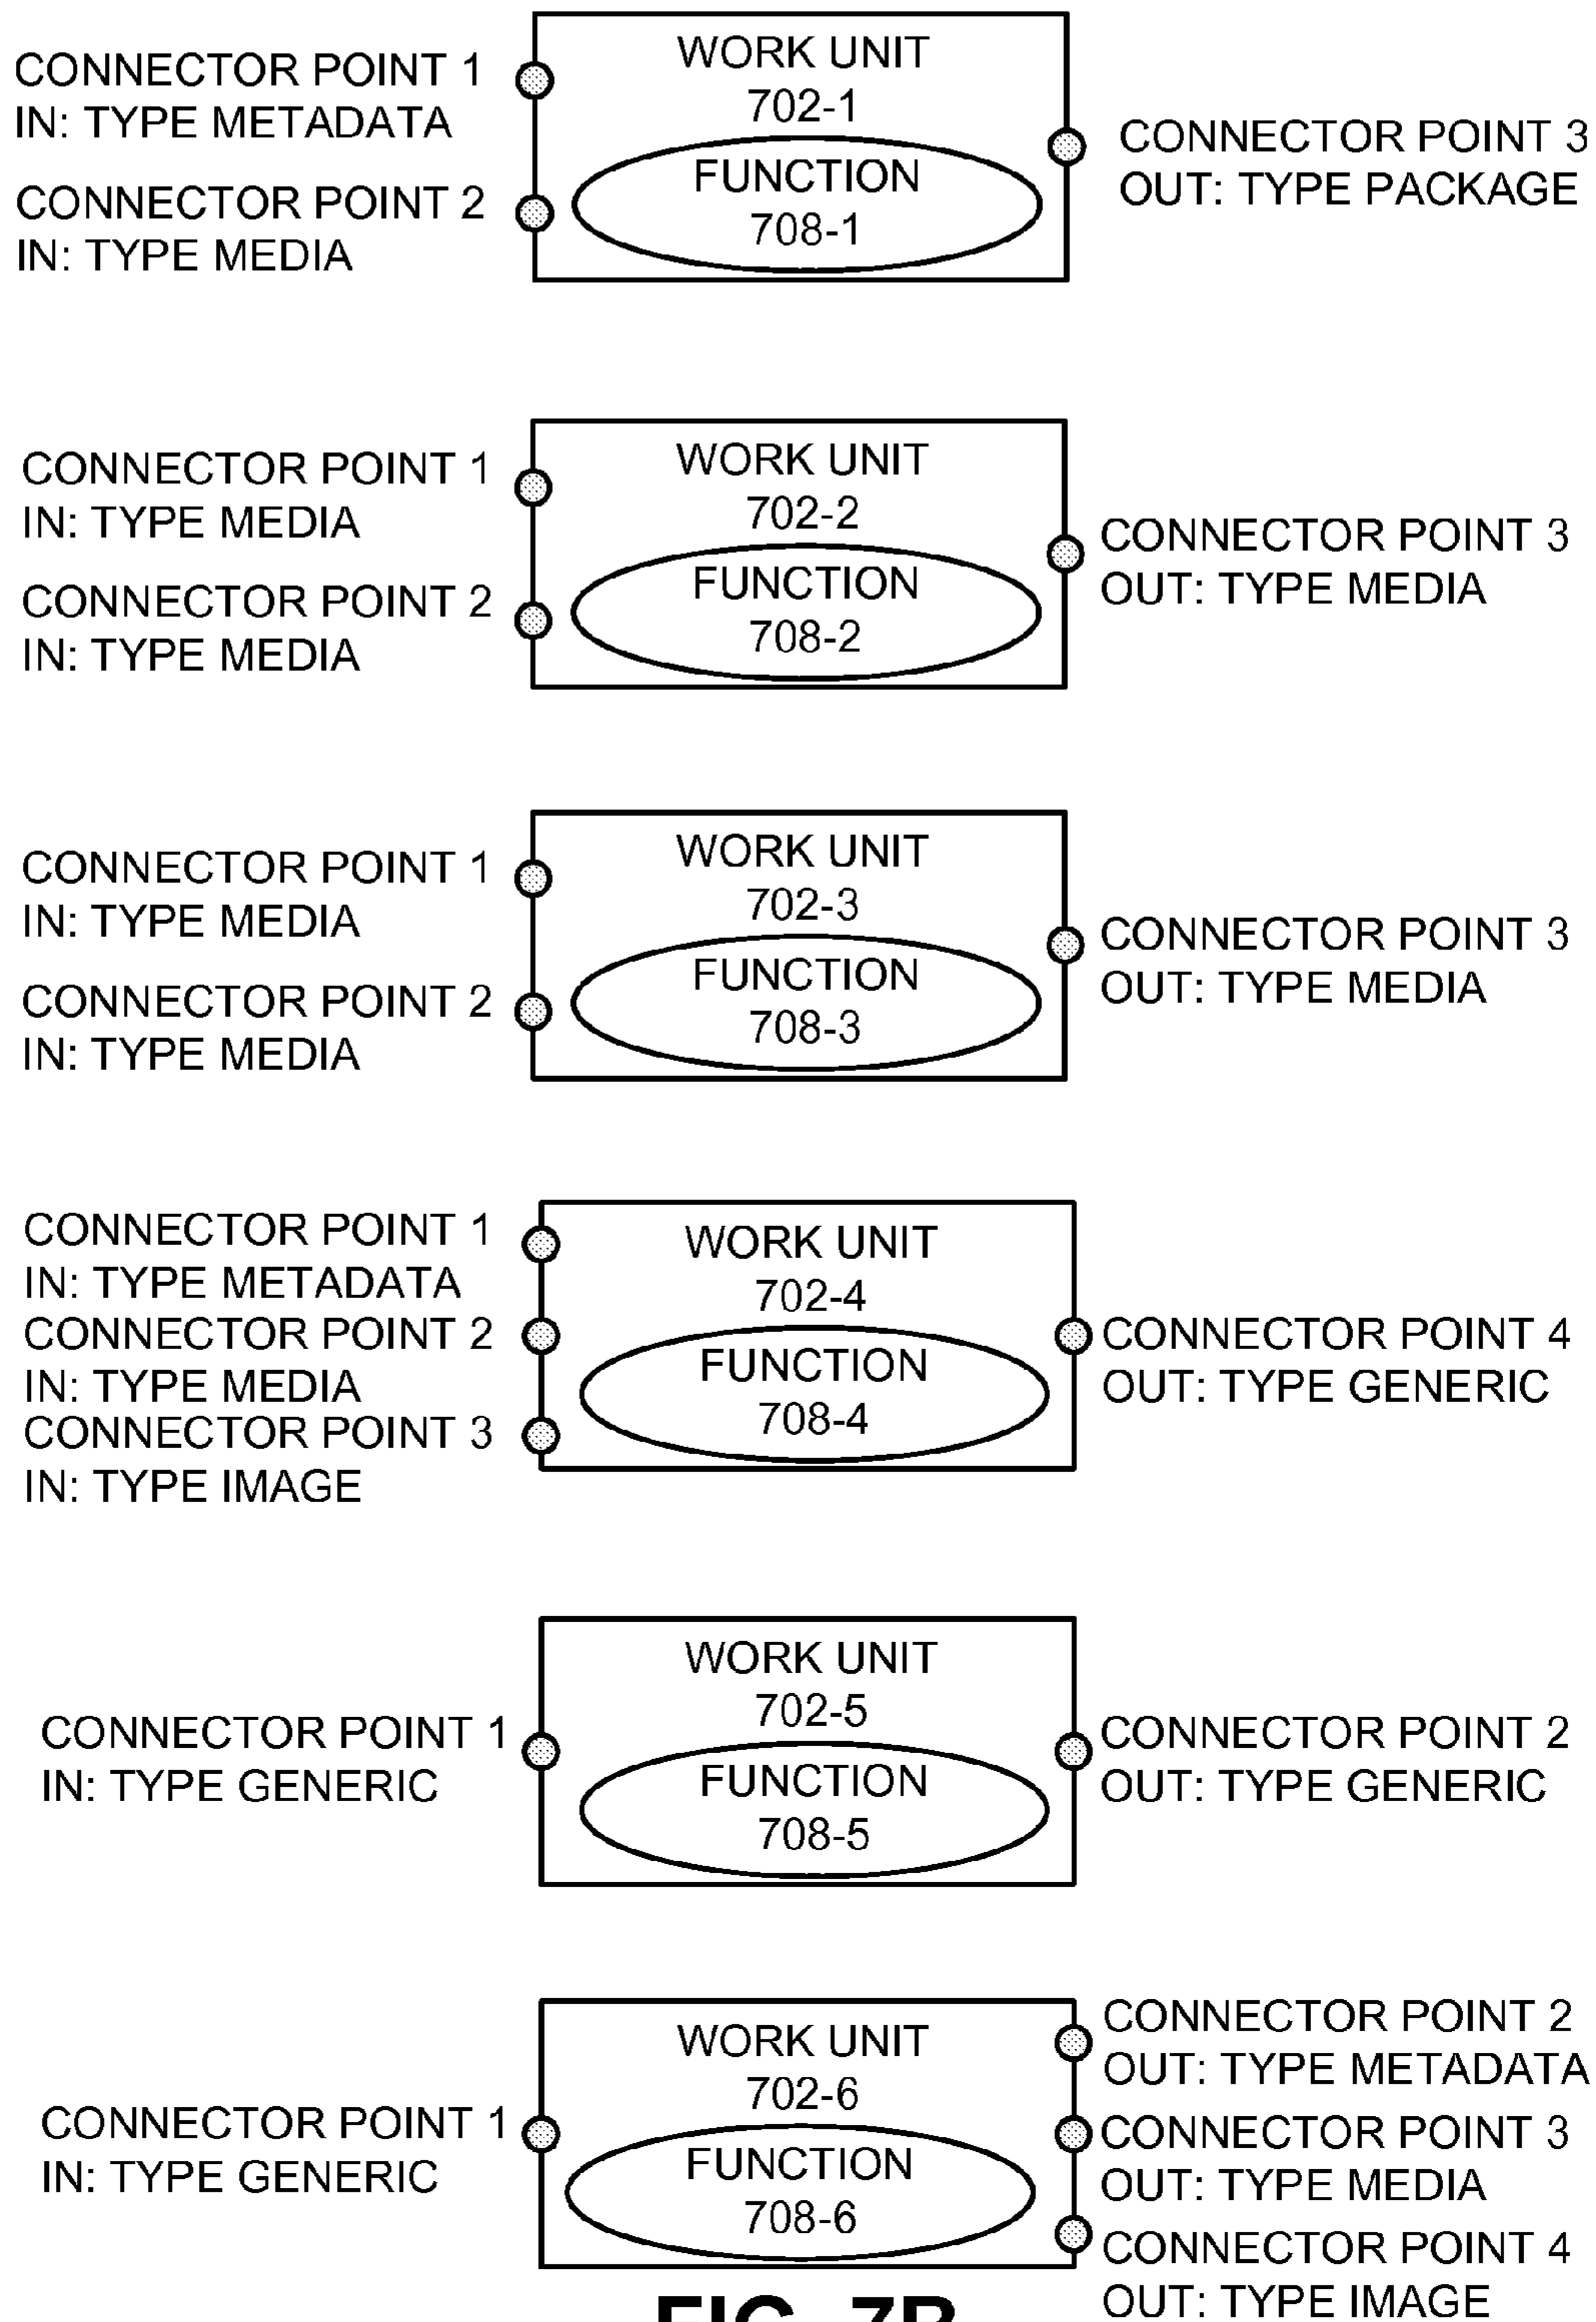 CONNECTOR POINT 1
IN: TYPE METADATA
CONNECTOR POINT 2
IN: TYPE MEDIA
WORK UNIT
702-1
FUNCTION
708-1
CONNECTOR POINT 3
OUT: TYPE PACKAGE
CONNECTOR POINT 1
IN: TYPE MEDIA
CONNECTOR POINT 2
IN: TYPE MEDIA
WORK UNIT
702-2
FUNCTION
708-2
CONNECTOR POINT 3
OUT: TYPE MEDIA
CONNECTOR POINT 1
IN: TYPE MEDIA
CONNECTOR POINT 2
IN: TYPE MEDIA
WORK UNIT
702-3
FUNCTION
708-3
CONNECTOR POINT 3
OUT: TYPE MEDIA
CONNECTOR POINT 1
IN: TYPE METADATA
CONNECTOR POINT 2
IN: TYPE MEDIA
CONNECTOR POINT 3
IN: TYPE IMAGE
WORK UNIT
702-4
FUNCTION
708-4
CONNECTOR POINT 4
OUT: TYPE GENERIC
CONNECTOR POINT 1
IN: TYPE GENERIC
WORK UNIT
702-5
FUNCTION
708-5
CONNECTOR POINT 2
OUT: TYPE GENERIC
CONNECTOR POINT 1
IN: TYPE GENERIC
WORK UNIT
702-6
FUNCTION
708-6
CONNECTOR POINT 2
OUT: TYPE METADATA
CONNECTOR POINT 3
OUT: TYPE MEDIA
CONNECTOR POINT 4
OUT: TYPE IMAGE
FIG. 7B